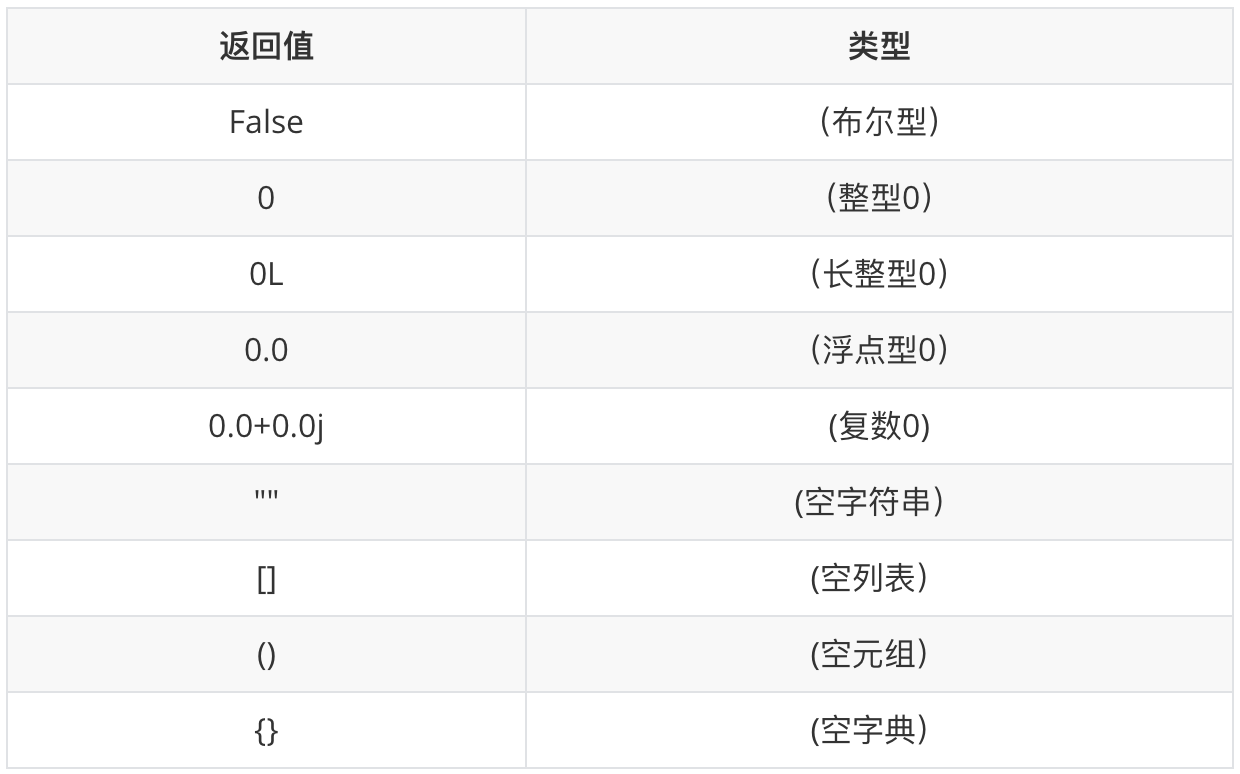 返回值 类型
False （布尔型）
0 （整型0）
0L （长整型0）
0.0 （浮点型0）
0.0+0.0j (复数0)
"" (空字符串）
[] (空列表）
() (空元组）
{} (空字典）